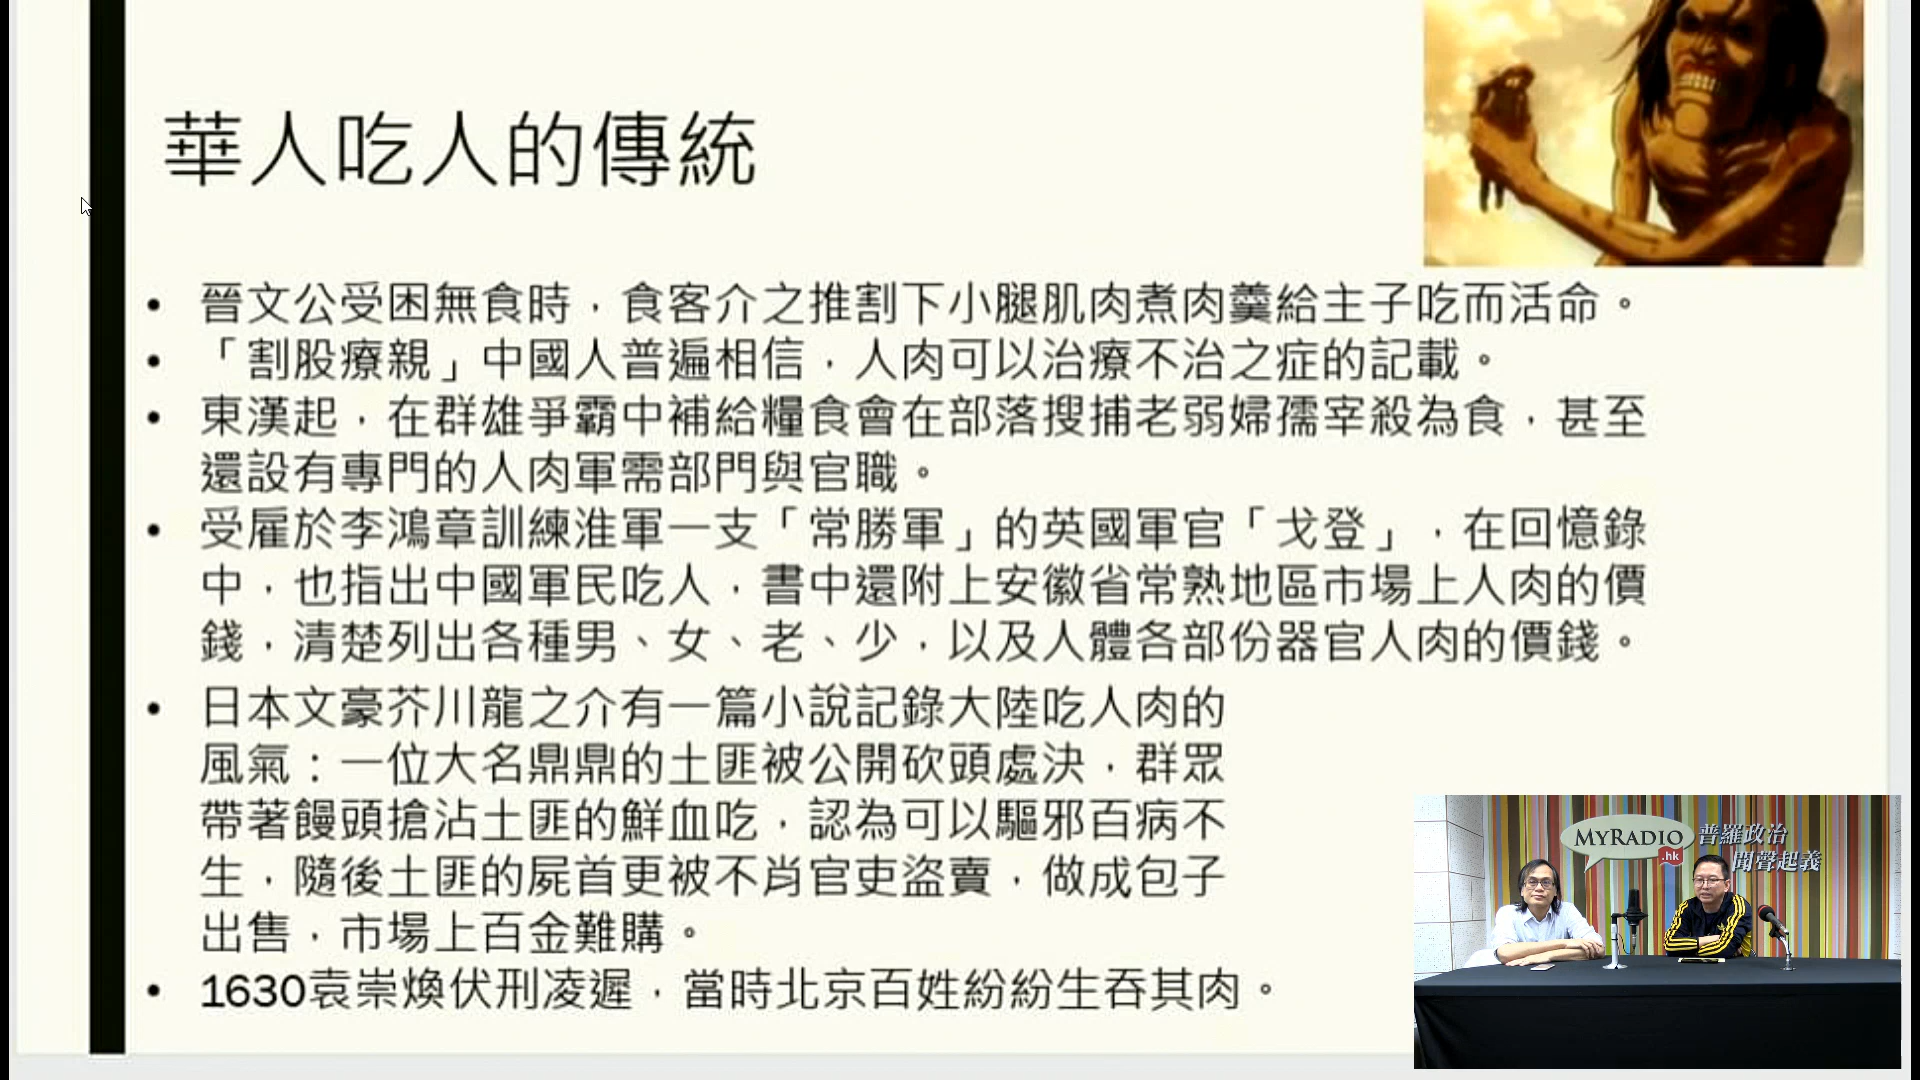 華人吃人的傳統
• 晉文公受困無食時，食客介之推割下小腿肌肉煮肉羹給主子吃而活命。
• 「割股療親」中國人普遍相信，人肉可以治療不治之症的記載。
• 東漢起，在群雄爭霸中補給糧食會在部落搜捕老弱婦孺宰殺為食，甚至
還設有專門的人肉軍需部門與官職。
• 受雇於李鴻章訓練淮軍一支「常勝軍」的英國軍官「戈登」，在回憶錄
中，也指出中國軍民吃人，書中還附上安徽省常熟地區市場上人肉的價
錢，清楚列出各種男、女、老、少，以及人體各部份器官人肉的價錢。
• 日本文豪芥川龍之介有一篇小說記錄大陸吃人肉的
風氣：一位大名鼎鼎的土匪被公開砍頭處決，群眾
帶著饅頭搶沾土匪的鮮血吃，認為可以驅邪百病不
生，隨後土匪的屍首更被不肖官吏盜賣，做成包子
出售，市場上百金難購。
• 1630袁崇煥伏刑凌遲，當時北京百姓紛紛生吞其肉。
MYRADIO
.hk
普羅政治
聞聲起義